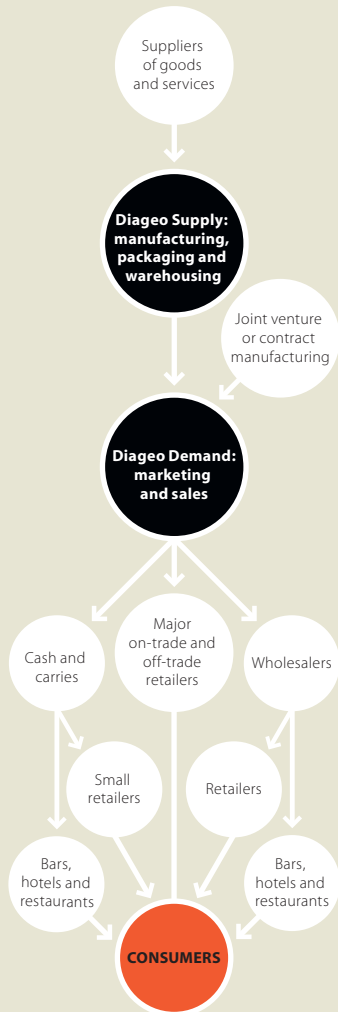 Suppliers
of goods
and services
Diageo Supply:
manufacturing,
packaging and
warehousing
Joint venture
or contract
manufacturing
Diageo Demand:
marketing
and sales
Cash and
carries
Major
on-trade and
off-trade
retailers
Wholesalers
Small
retailers
Retailers
Bars,
hotels and
restaurants
Bars,
hotels and
restaurants
CONSUMERS